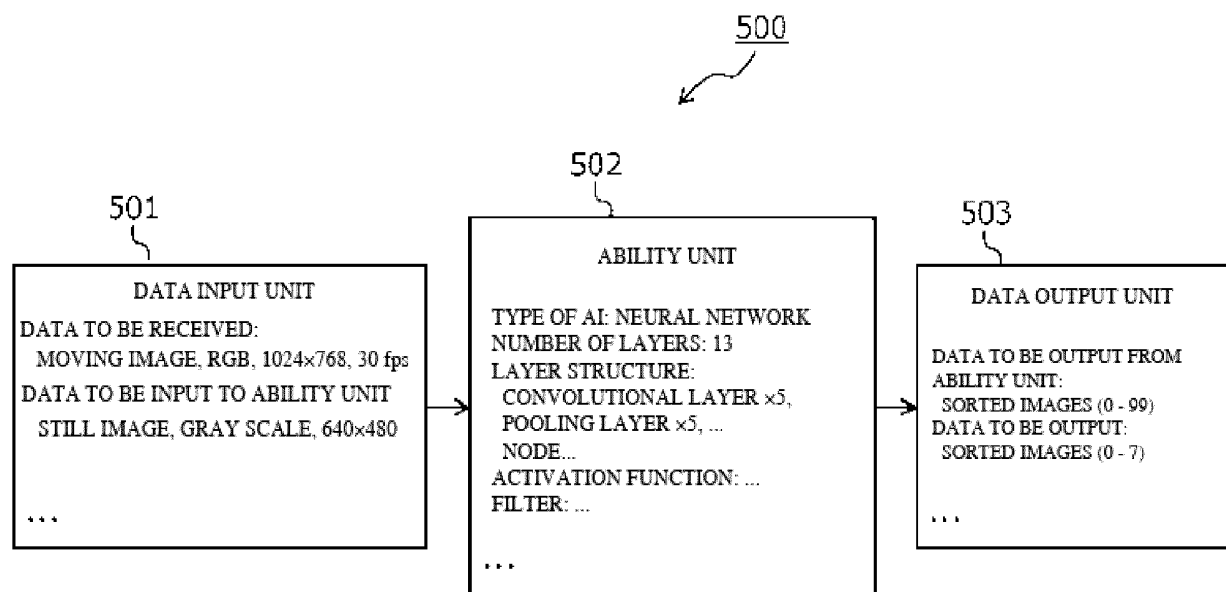 500
501
DATA INPUT UNIT
DATA TO BE RECEIVED:
MOVING IMAGE, RGB, 1024×768, 30 fps
DATA TO BE INPUT TO ABILITY UNIT
STILL IMAGE, GRAY SCALE, 640×480
...
502
ABILITY UNIT
TYPE OF AI: NEURAL NETWORK
NUMBER OF LAYERS: 13
LAYER STRUCTURE:
CONVOLUTIONAL LAYER ×5,
POOLING LAYER ×5, ...
NODE...
ACTIVATION FUNCTION: ...
FILTER: ...
...
503
DATA OUTPUT UNIT
DATA TO BE OUTPUT FROM
ABILITY UNIT:
SORTED IMAGES (0 - 99)
DATA TO BE OUTPUT:
SORTED IMAGES (0 - 7)
...